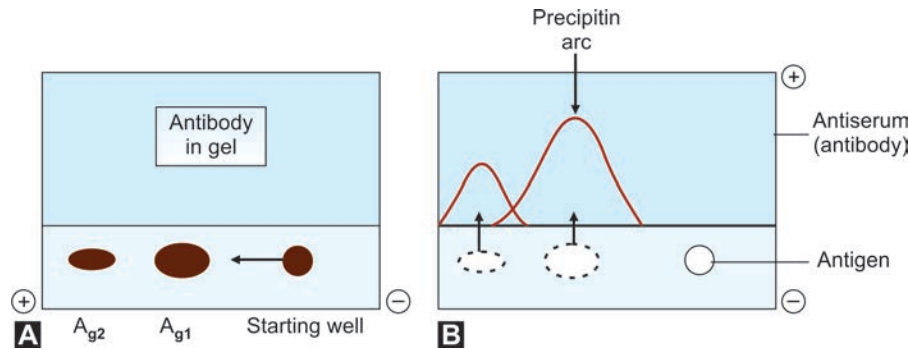 Antibody
in gel
+
−
A
Ag2
Ag1
Starting well
Precipitin
arc
+
Antiserum
(antibody)
Antigen
−
B